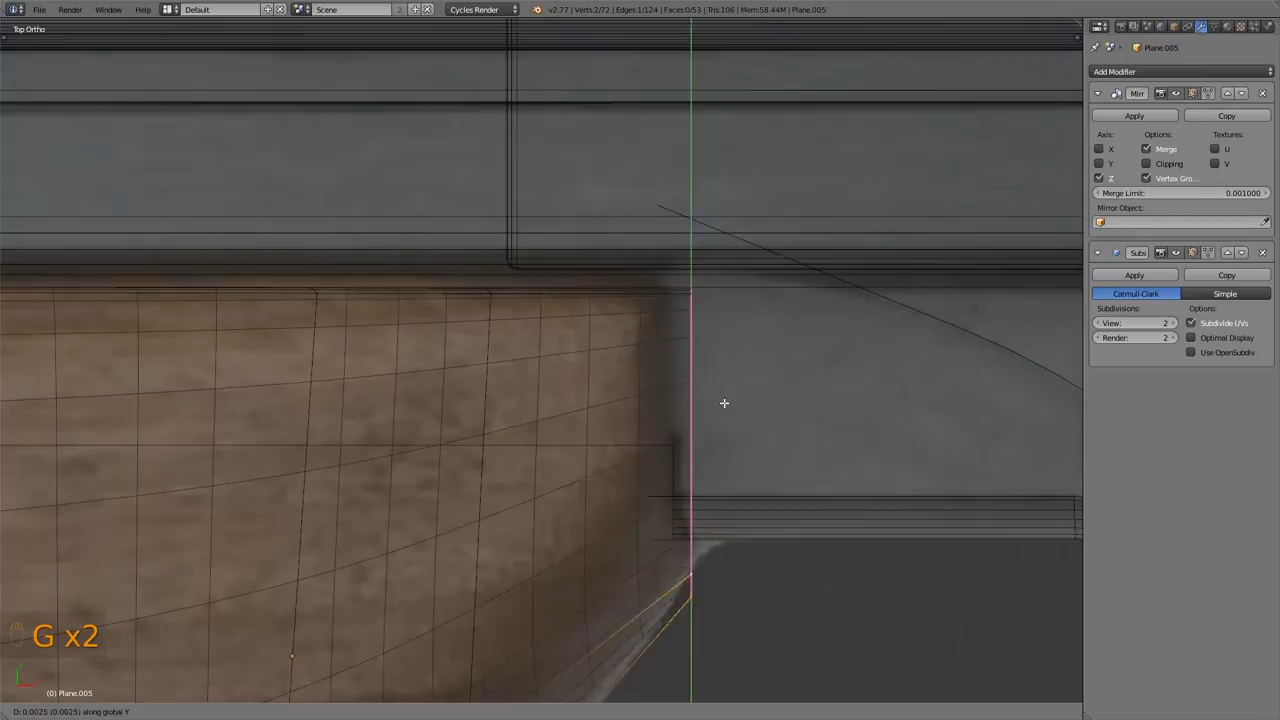 File Render Window Help Default Scene 2 Cycles Render v2.77 | Verts:2/72 | Edges:1/124 | Faces:0/53 | Tris:106 | Mem:58.44M | Plane.005
Top Ortho
Plane.005
Add Modifier
Mirr
Apply Copy
Axis: Options: Textures:
X Merge U
Y Clipping V
Z Vertex Gro...
Merge Limit: 0.001000
Mirror Object:
Subs
Apply Copy
Catmull-Clark Simple
Subdivisions: Options:
View: 2 Subdivide UVs
Render: 2 Optimal Display
Use OpenSubdiv
G x2
(0) Plane.005
D: 0.0025 (0.0025) along global Y